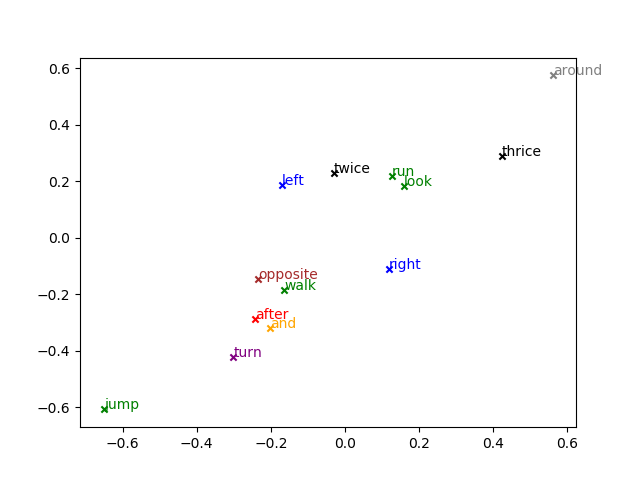 0.6
0.4
0.2
0.0
−0.2
−0.4
−0.6
around
thrice
twice
run
look
left
right
opposite
walk
after
and
turn
jump
−0.6
−0.4
−0.2
0.0
0.2
0.4
0.6